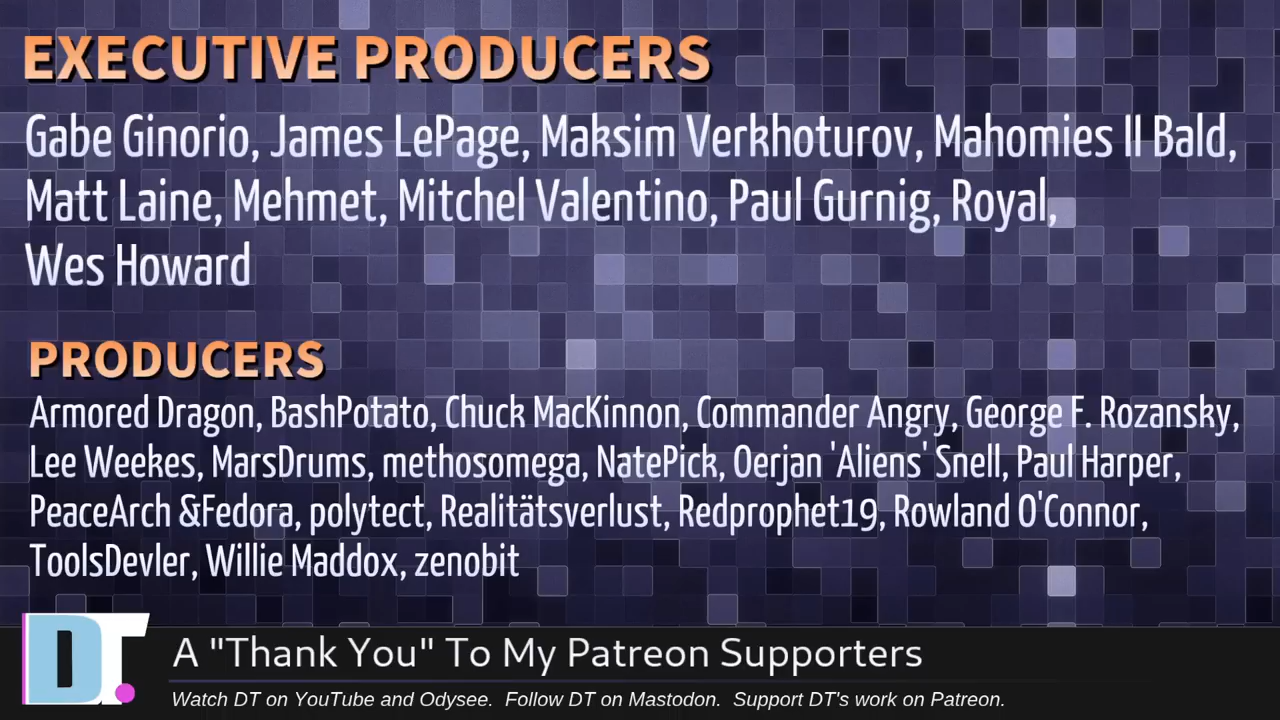 EXECUTIVE PRODUCERS
Gabe Ginorio, James LePage, Maksim Verkhoturov, Mahomies II Bald,
Matt Laine, Mehmet, Mitchel Valentino, Paul Gurnig, Royal,
Wes Howard
PRODUCERS
Armored Dragon, BashPotato, Chuck MacKinnon, Commander Angry, George F. Rozansky,
Lee Weekes, MarsDrums, methosomega, NatePick, Oerjan 'Aliens' Snell, Paul Harper,
PeaceArch &Fedora, polytect, Realitätsverlust, Redprophet19, Rowland O'Connor,
ToolsDevler, Willie Maddox, zenobit
DT.
A "Thank You" To My Patreon Supporters
Watch DT on YouTube and Odysee. Follow DT on Mastodon. Support DT's work on Patreon.